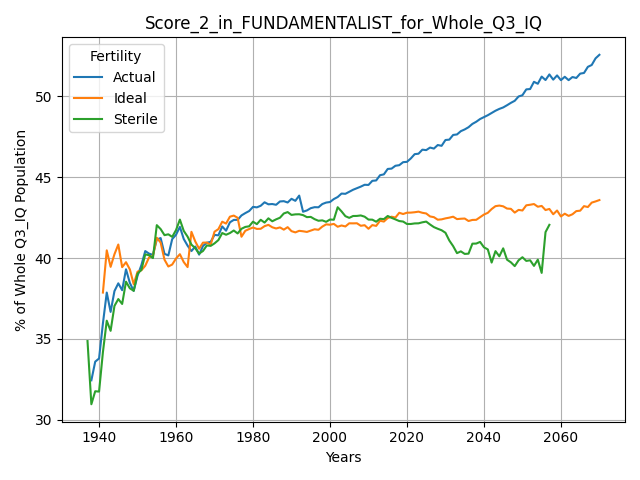 Score_2_in_FUNDAMENTALIST_for_Whole_Q3_IQ
% of Whole Q3_IQ Population
Fertility
Actual
Ideal
Sterile
50
45
40
35
30
1940
1960
1980
2000
2020
2040
2060
Years